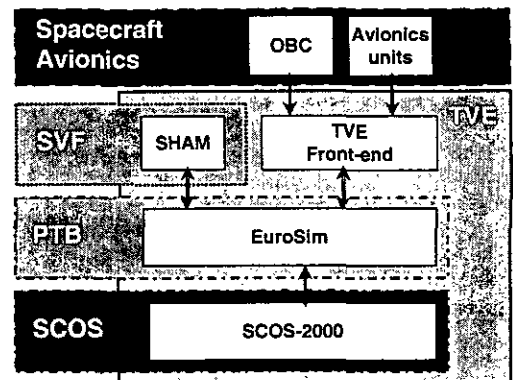 Spacecraft
Avionics
OBC
Avionics
units
TVE
SVF
SHAM
TVE
Front-end
PTB
EuroSim
SCOS
SCOS-2000